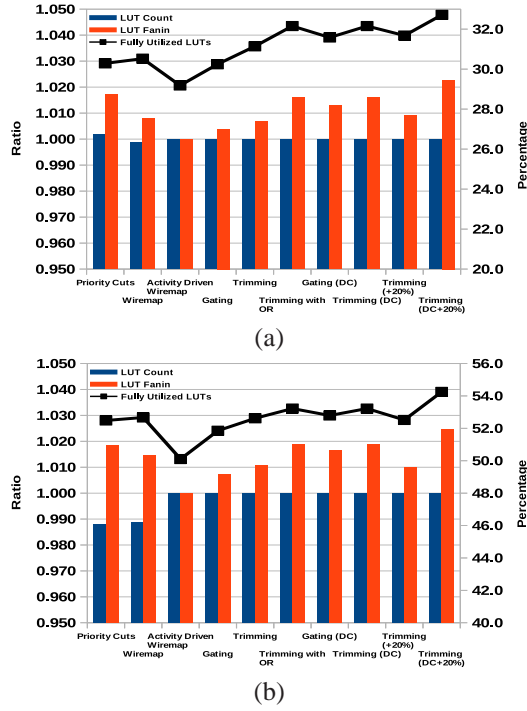 1.050
1.040
1.030
1.020
1.010
1.000
0.990
0.980
0.970
0.960
0.950
Ratio
LUT Count
LUT Fanin
Fully Utilized LUTs
32.0
30.0
28.0
26.0
24.0
22.0
20.0
Percentage
Priority Cuts
Wiremap
Activity Driven
Wiremap
Gating
Trimming
Trimming with
OR
Gating (DC)
Trimming (DC)
Trimming
(+20%)
Trimming
(DC+20%)
(a)
1.050
1.040
1.030
1.020
1.010
1.000
0.990
0.980
0.970
0.960
0.950
Ratio
LUT Count
LUT Fanin
Fully Utilized LUTs
56.0
54.0
52.0
50.0
48.0
46.0
44.0
42.0
40.0
Percentage
Priority Cuts
Wiremap
Activity Driven
Wiremap
Gating
Trimming
Trimming with
OR
Gating (DC)
Trimming (DC)
Trimming
(+20%)
Trimming
(DC+20%)
(b)